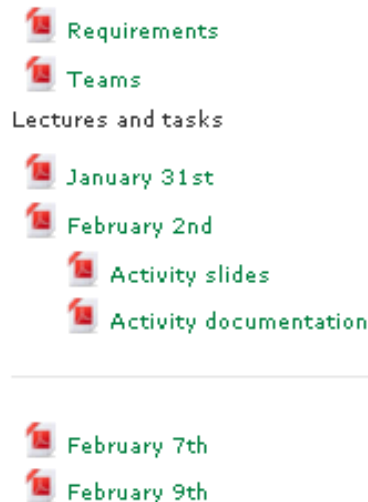 Requirements
Teams
Lectures and tasks
January 31st
February 2nd
Activity slides
Activity documentation
February 7th
February 9th